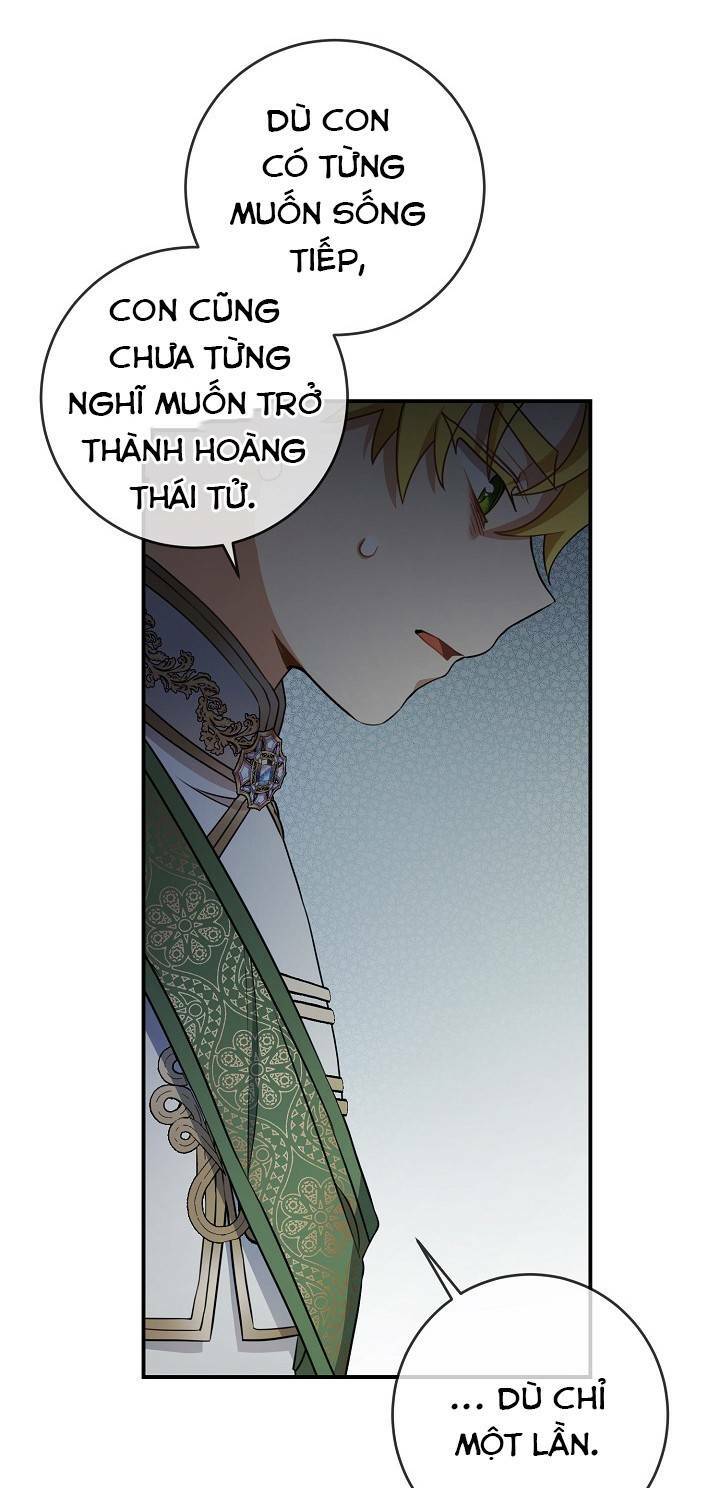 DÙ CON
CÓ TỪNG
MUỐN SỐNG
TIẾP,
CON CŨNG
CHƯA TỪNG
NGHĨ MUỐN TRỞ
THÀNH HOÀNG
THÁI TỬ.
... DÙ CHỈ
MỘT LẦN.